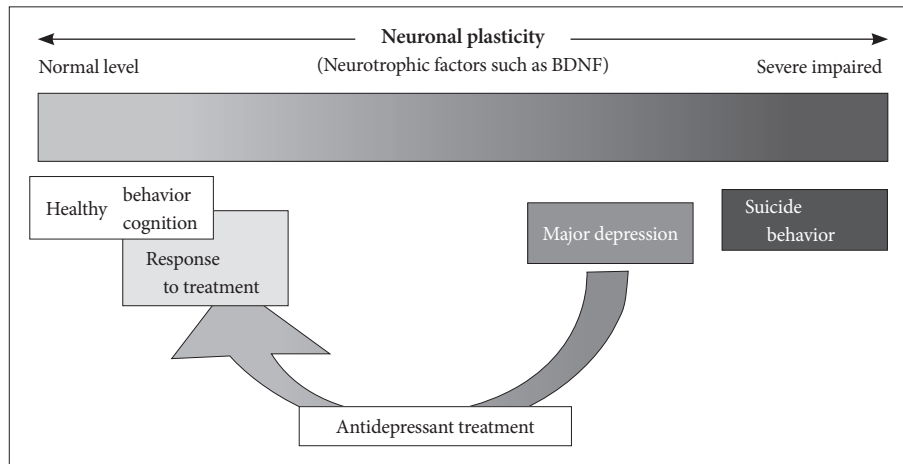 Neuronal plasticity
(Neurotrophic factors such as BDNF)
Normal level
Severe impaired
Healthy behavior
cognition
Response
to treatment
Major depression
Suicide
behavior
Antidepressant treatment